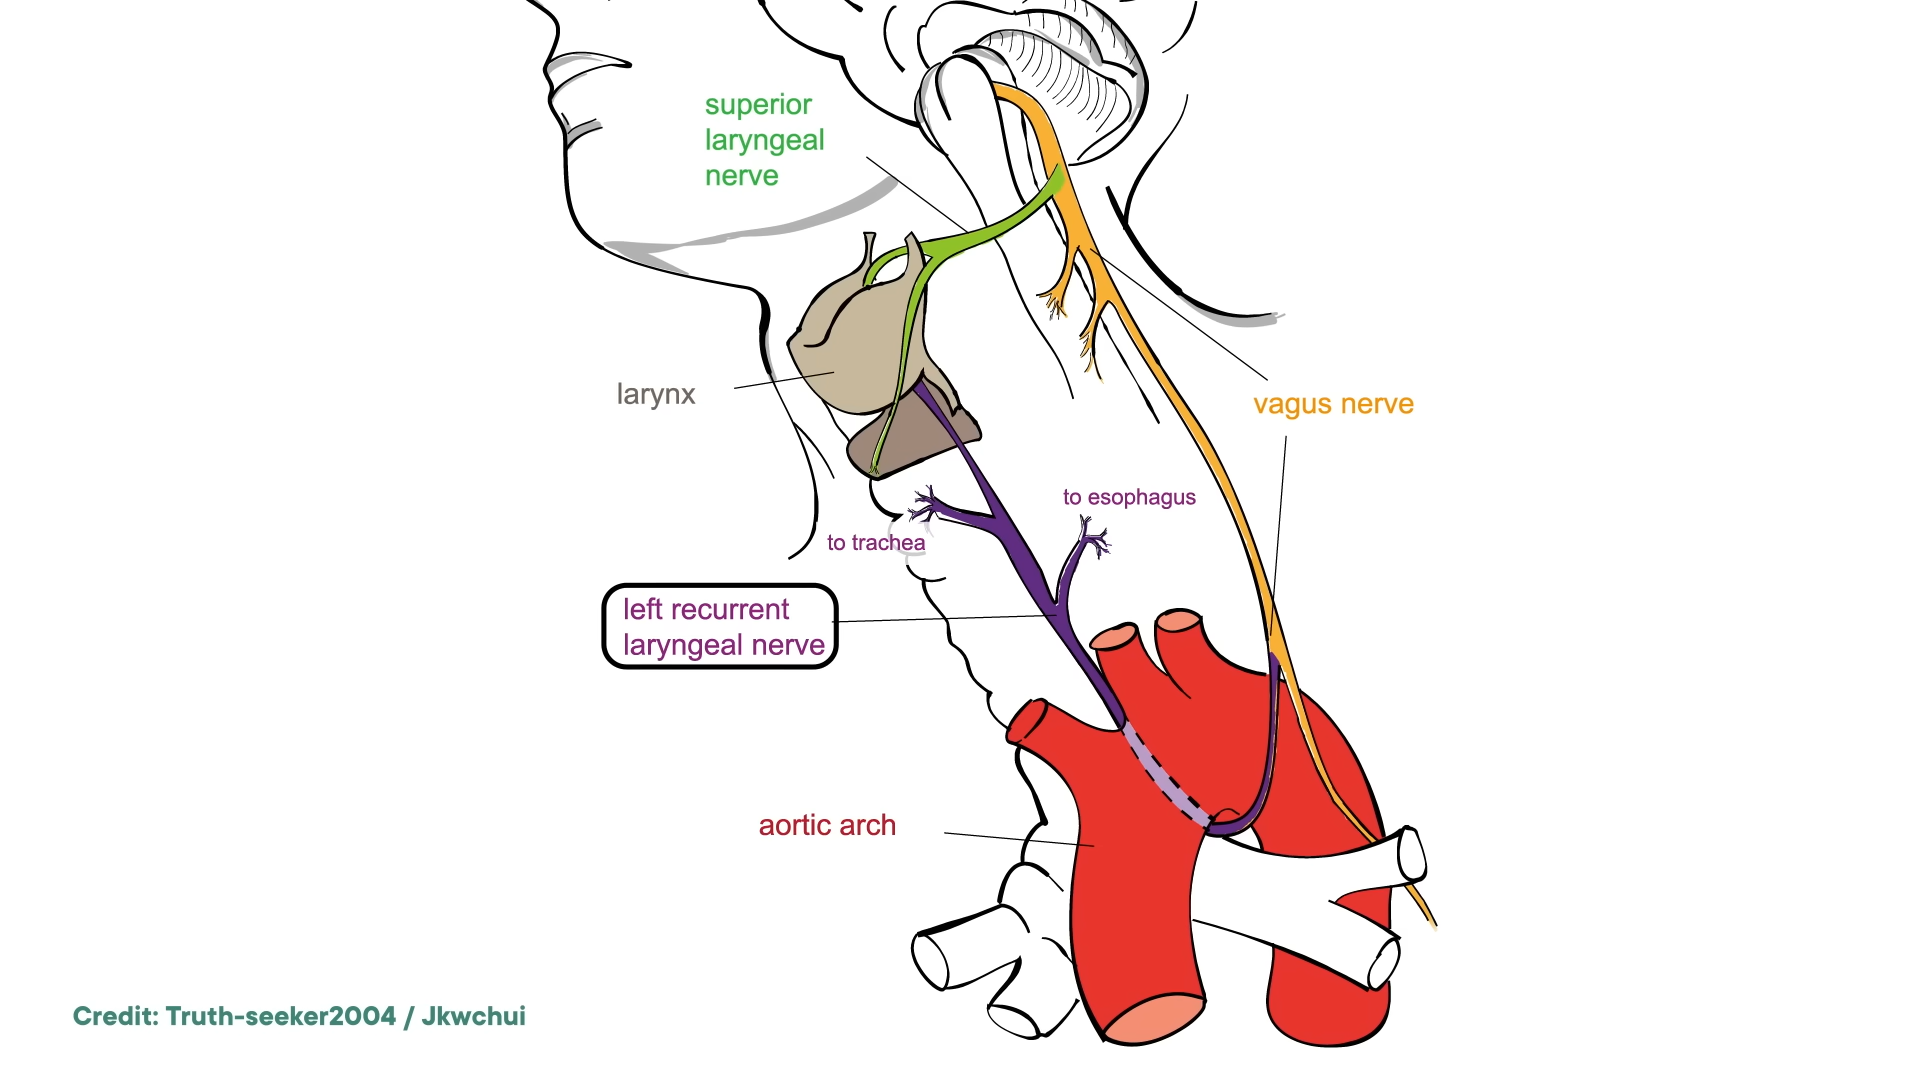 superior
laryngeal
nerve
larynx
vagus nerve
to esophagus
to trachea
left recurrent
laryngeal nerve
aortic arch
Credit: Truth-seeker2004 / Jkwchui